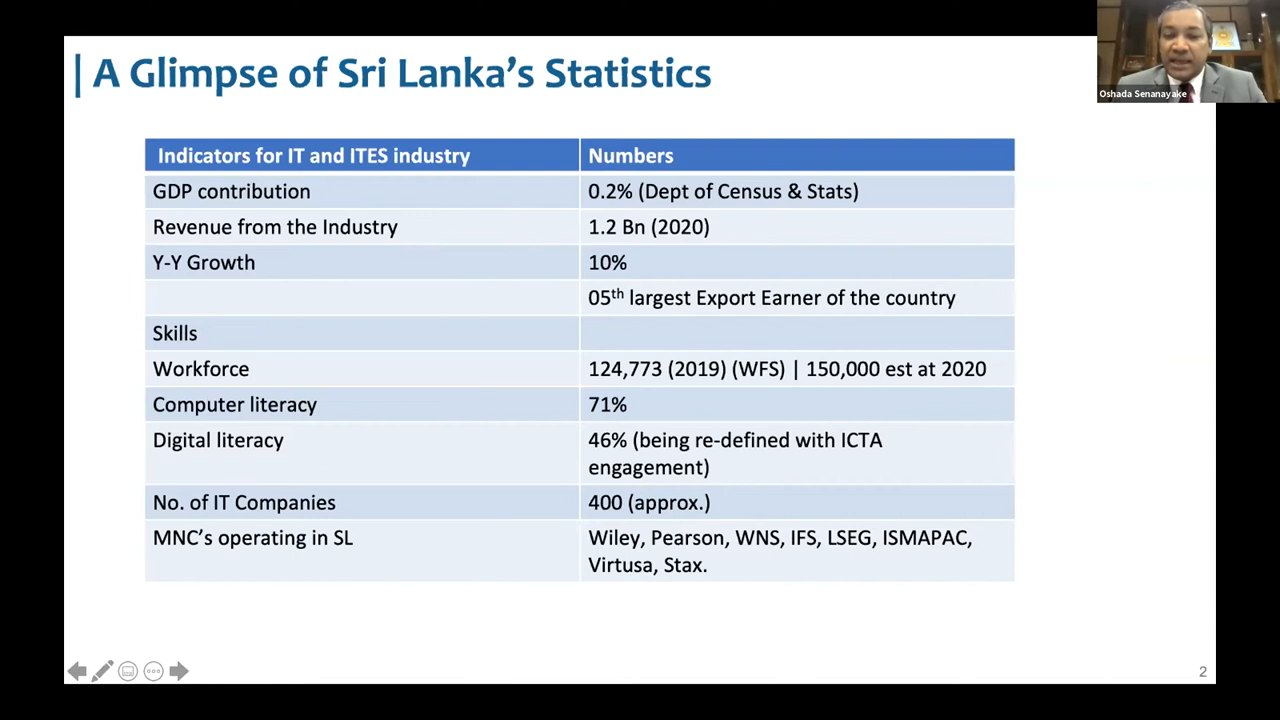 A Glimpse of Sri Lanka's Statistics
Oshada Senanayake
Indicators for IT and ITES industry
Numbers
GDP contribution
0.2% (Dept of Census & Stats)
Revenue from the Industry
1.2 Bn (2020)
Y-Y Growth
10%
05th largest Export Earner of the country
Skills
Workforce
124,773 (2019) (WFS) | 150,000 est at 2020
Computer literacy
71%
Digital literacy
46% (being re-defined with ICTA
engagement)
No. of IT Companies
400 (approx.)
MNC's operating in SL
Wiley, Pearson, WNS, IFS, LSEG, ISMAPAC,
Virtusa, Stax.
2